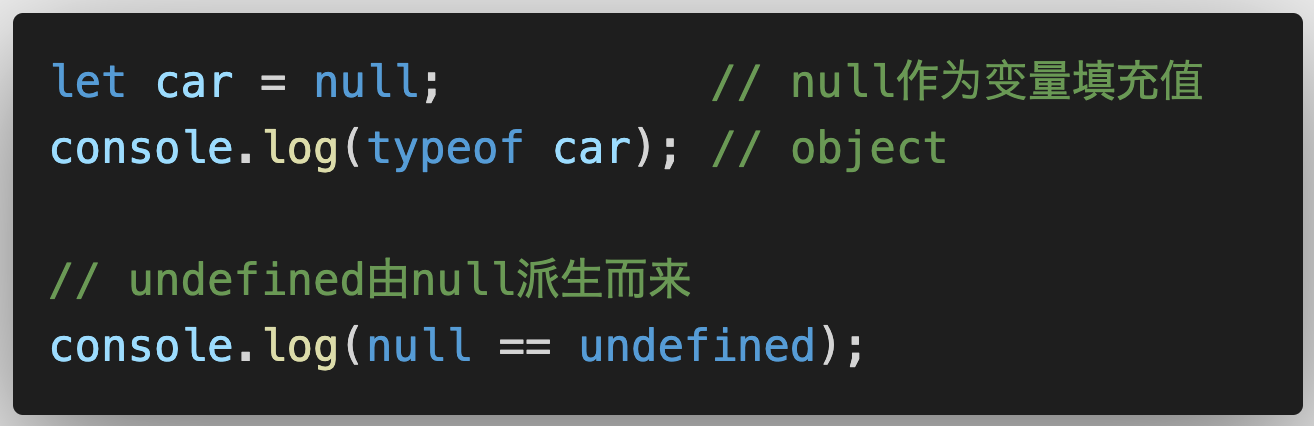 let car = null;             // null作为变量填充值
console.log(typeof car); // object
// undefined由null派生而来
console.log(null == undefined);